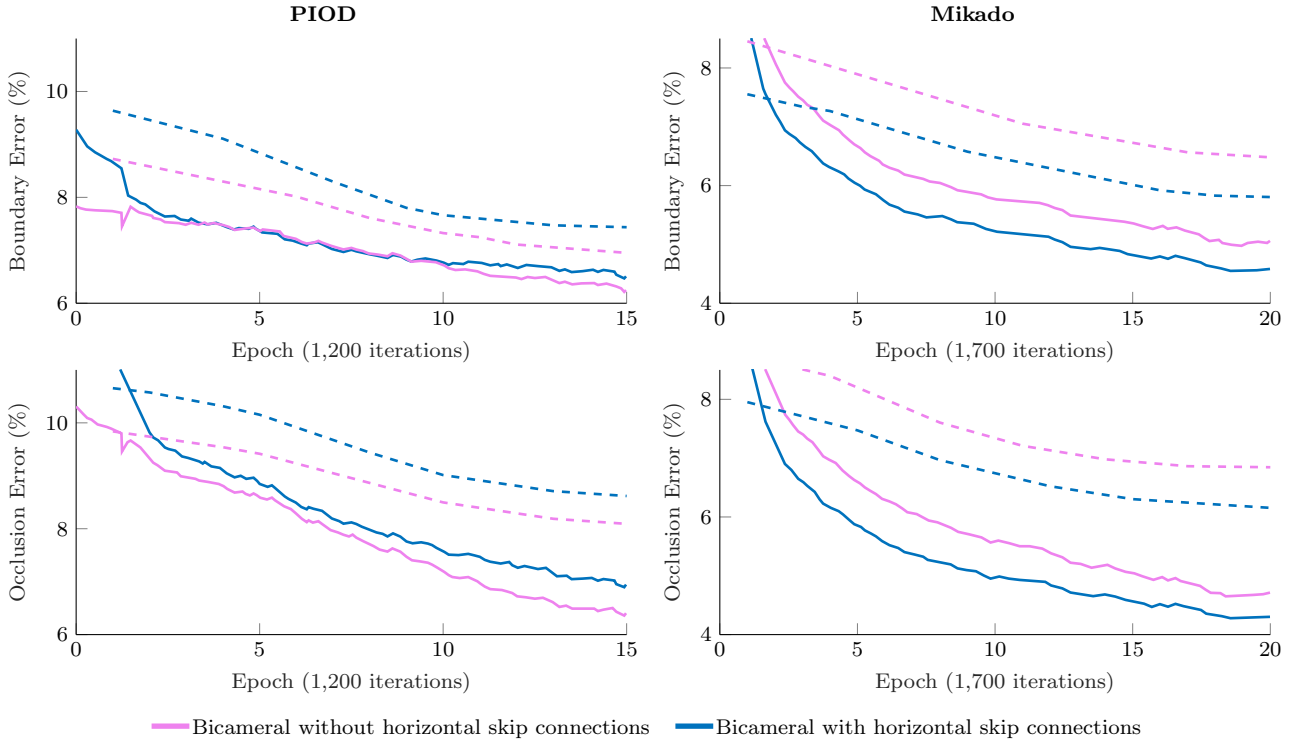 PIOD
Mikado
Boundary Error (%)
10
8
6
0
5
10
15
Epoch (1,200 iterations)
Boundary Error (%)
8
6
4
0
5
10
15
20
Epoch (1,700 iterations)
Occlusion Error (%)
10
8
6
0
5
10
15
Epoch (1,200 iterations)
Occlusion Error (%)
8
6
4
0
5
10
15
20
Epoch (1,700 iterations)
Bicameral without horizontal skip connections
Bicameral with horizontal skip connections